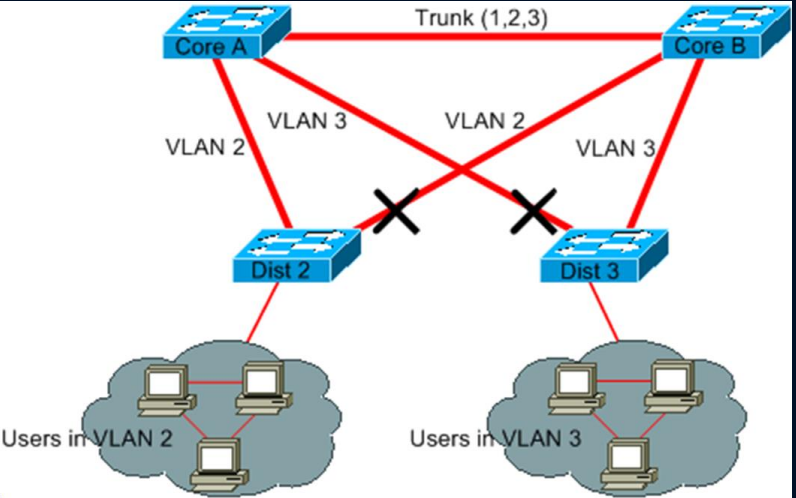 Trunk (1,2,3)
Core A
Core B
VLAN 3
VLAN 2
VLAN 2
VLAN 3
Dist 2
Dist 3
Users in VLAN 2
Users in VLAN 3